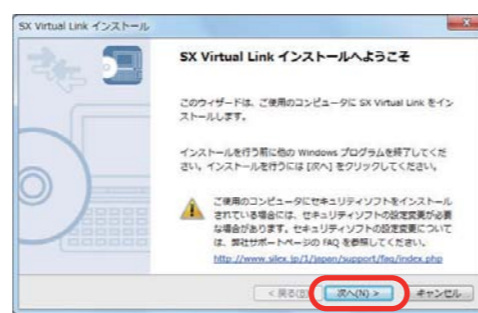 SX Virtual Link インストール
SX Virtual Link インストールへようこそ
このウィザードは、ご使用のコンピュータに SX Virtual Link をイン
ストールします。
インストールを行う前に他の Windows プログラムを終了してくだ
さい。インストールを行うには [次へ] をクリックしてください。
ご使用のコンピュータにセキュリティソフトをインストール
されている場合には、セキュリティソフトの設定変更が必要
な場合があります。セキュリティソフトの設定変更について
は、弊社サポートページの FAQ を参照してください。
http://www.silex.jp/1/japan/support/faq/index.php
< 戻る(B)
次へ(N) >
キャンセル